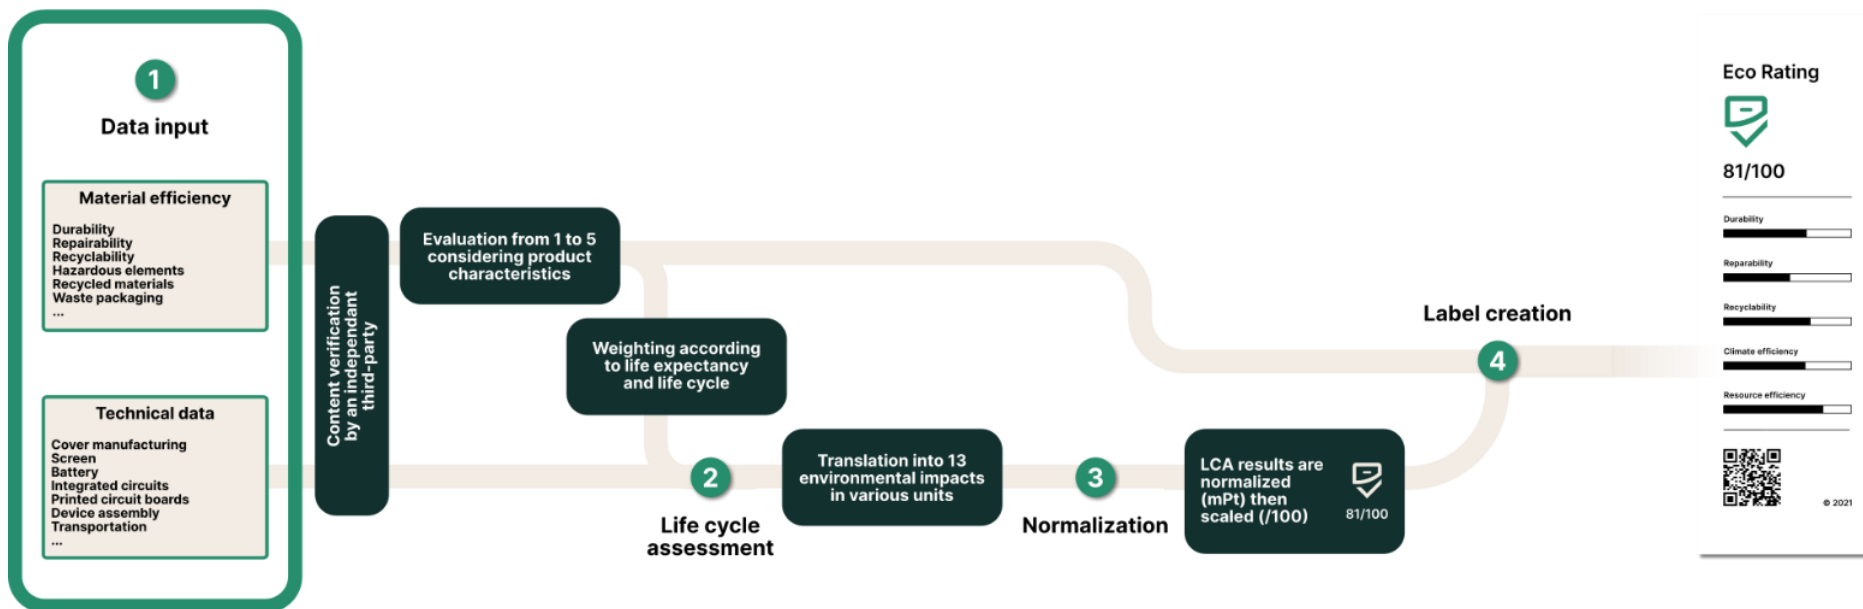 1
Data input
Material efficiency
Durability
Repairability
Recyclability
Hazardous elements
Recycled materials
Waste packaging
...
Technical data
Cover manufacturing
Screen
Battery
Integrated circuits
Printed circuit boards
Device assembly
Transportation
...
Content verification
by an independant
third-party
Evaluation from 1 to 5
considering product
characteristics
Weighting according
to life expectancy
and life cycle
2
Life cycle
assessment
Translation into 13
environmental impacts
in various units
3
Normalization
LCA results are
normalized
(mPt) then
scaled (/100)
81/100
Label creation
4
Eco Rating
81/100
Durability
Reparability
Recyclability
Climate efficiency
Resource efficiency
© 2021